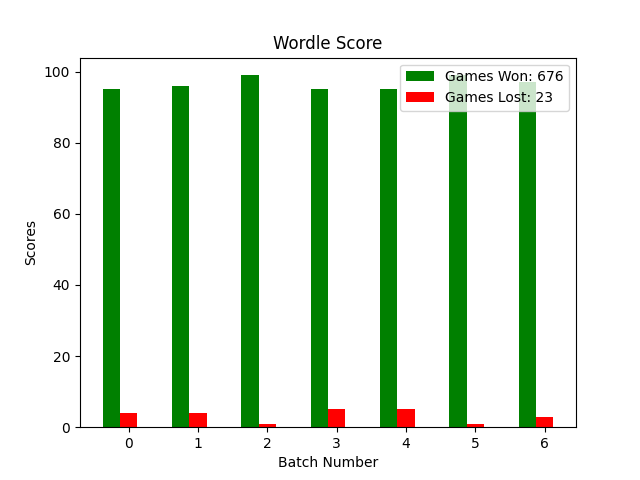 Wordle Score
Games Won: 676
Games Lost: 23
100
80
60
40
20
0
Scores
0 1 2 3 4 5 6
Batch Number